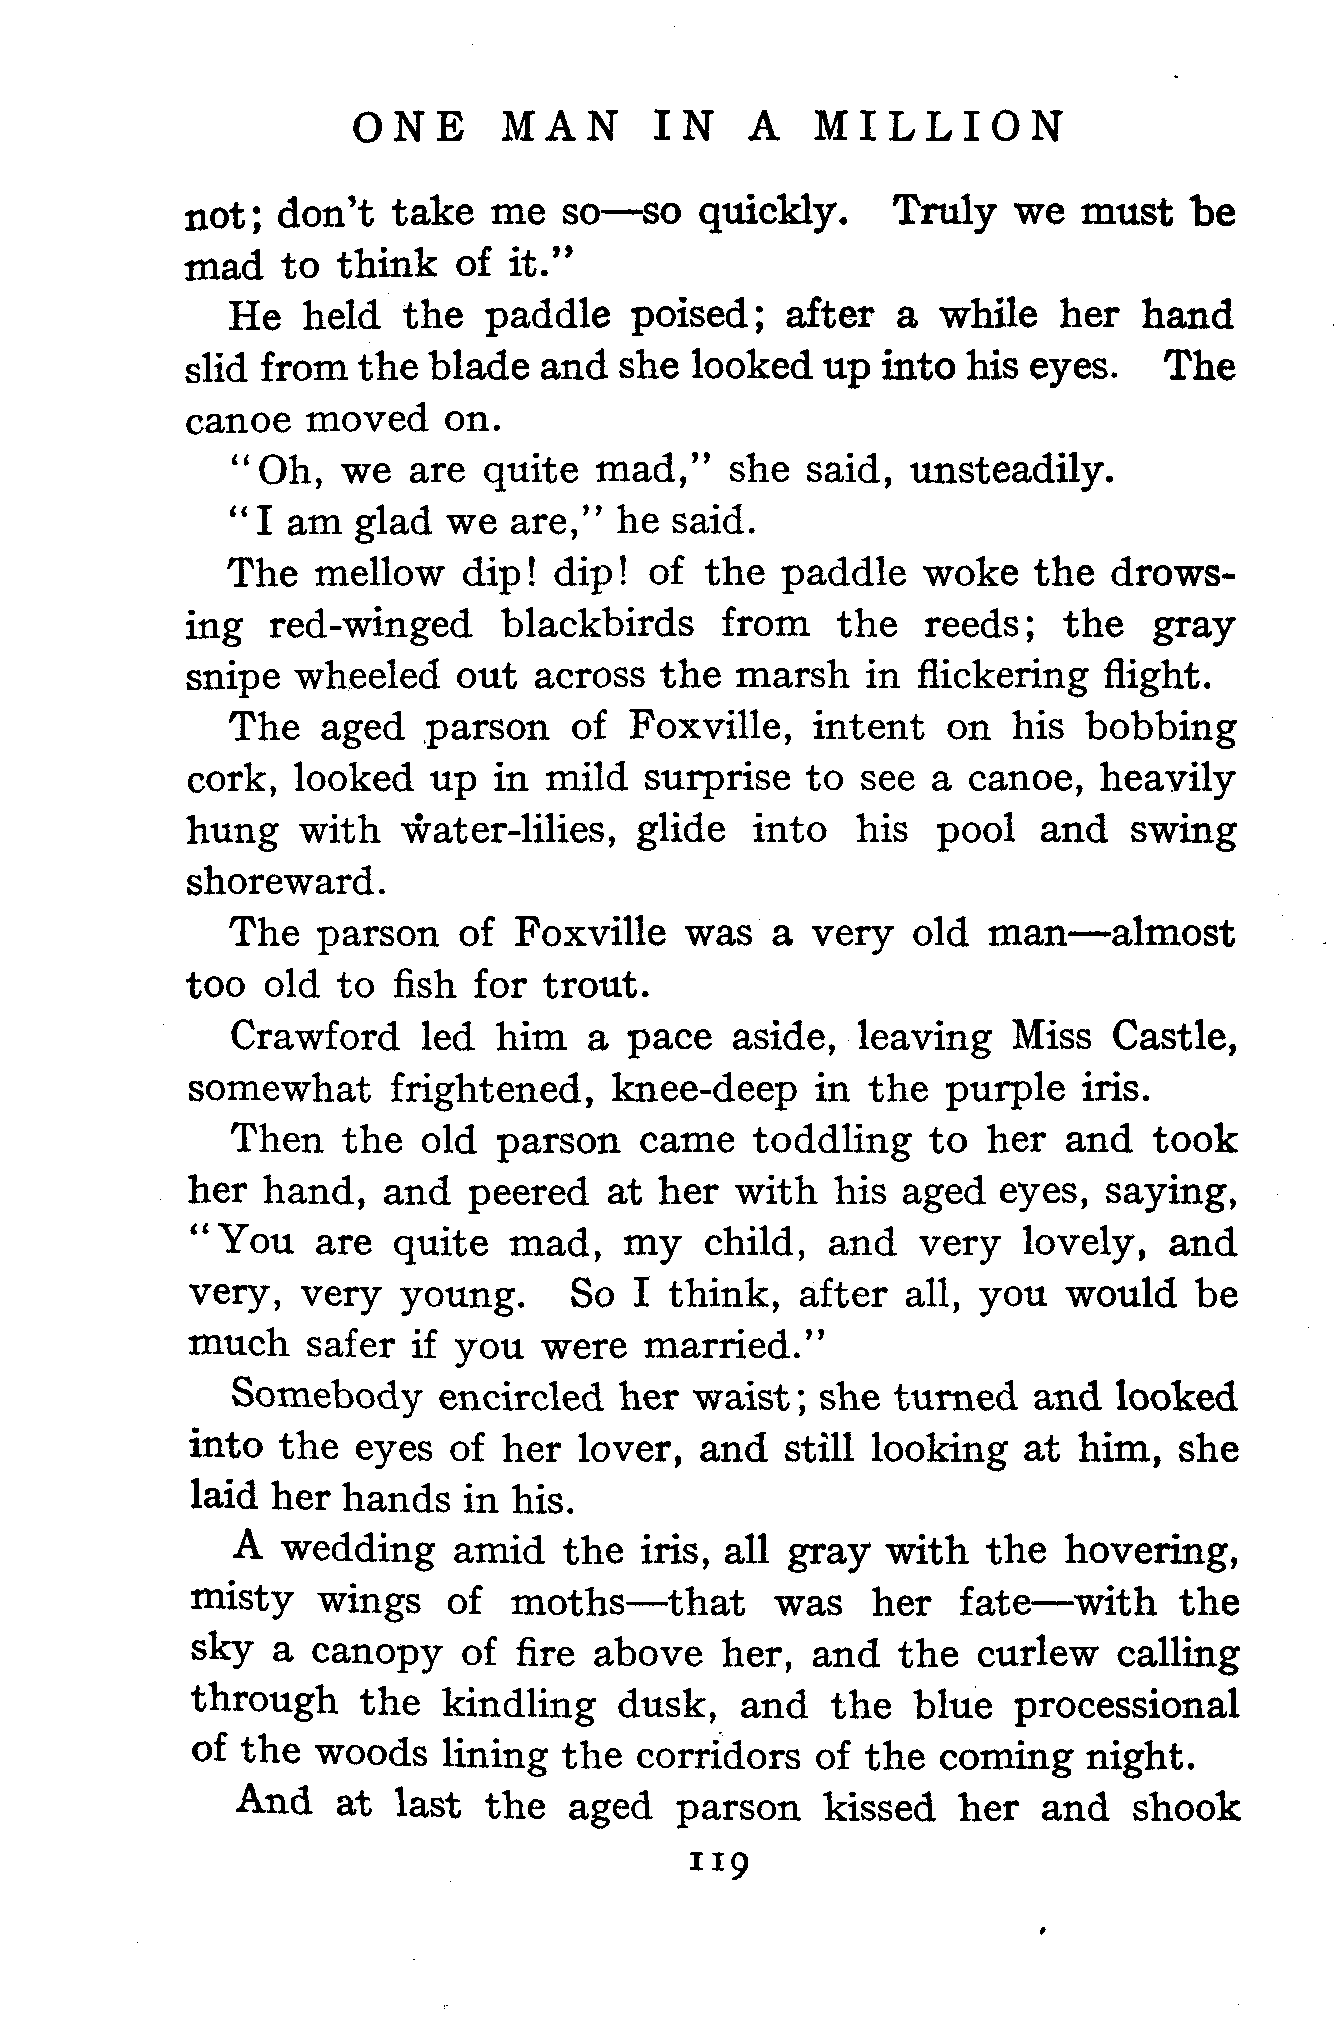 ONE MAN IN A MILLION
not; don't take me so—so quickly. Truly we must be
mad to think of it."
He held the paddle poised; after a while her hand
slid from the blade and she looked up into his eyes. The
canoe moved on.
"Oh, we are quite mad," she said, unsteadily.
"I am glad we are," he said.
The mellow dip! dip! of the paddle woke the drows-
ing red-winged blackbirds from the reeds; the gray
snipe wheeled out across the marsh in flickering flight.
The aged parson of Foxville, intent on his bobbing
cork, looked up in mild surprise to see a canoe, heavily
hung with water-lilies, glide into his pool and swing
shoreward.
The parson of Foxville was a very old man—almost
too old to fish for trout.
Crawford led him a pace aside, leaving Miss Castle,
somewhat frightened, knee-deep in the purple iris.
Then the old parson came toddling to her and took
her hand, and peered at her with his aged eyes, saying,
"You are quite mad, my child, and very lovely, and
very, very young. So I think, after all, you would be
much safer if you were married."
Somebody encircled her waist; she turned and looked
into the eyes of her lover, and still looking at him, she
laid her hands in his.
A wedding amid the iris, all gray with the hovering,
misty wings of moths—that was her fate—with the
sky a canopy of fire above her, and the curlew calling
through the kindling dusk, and the blue processional
of the woods lining the corridors of the coming night.
And at last the aged parson kissed her and shook
119